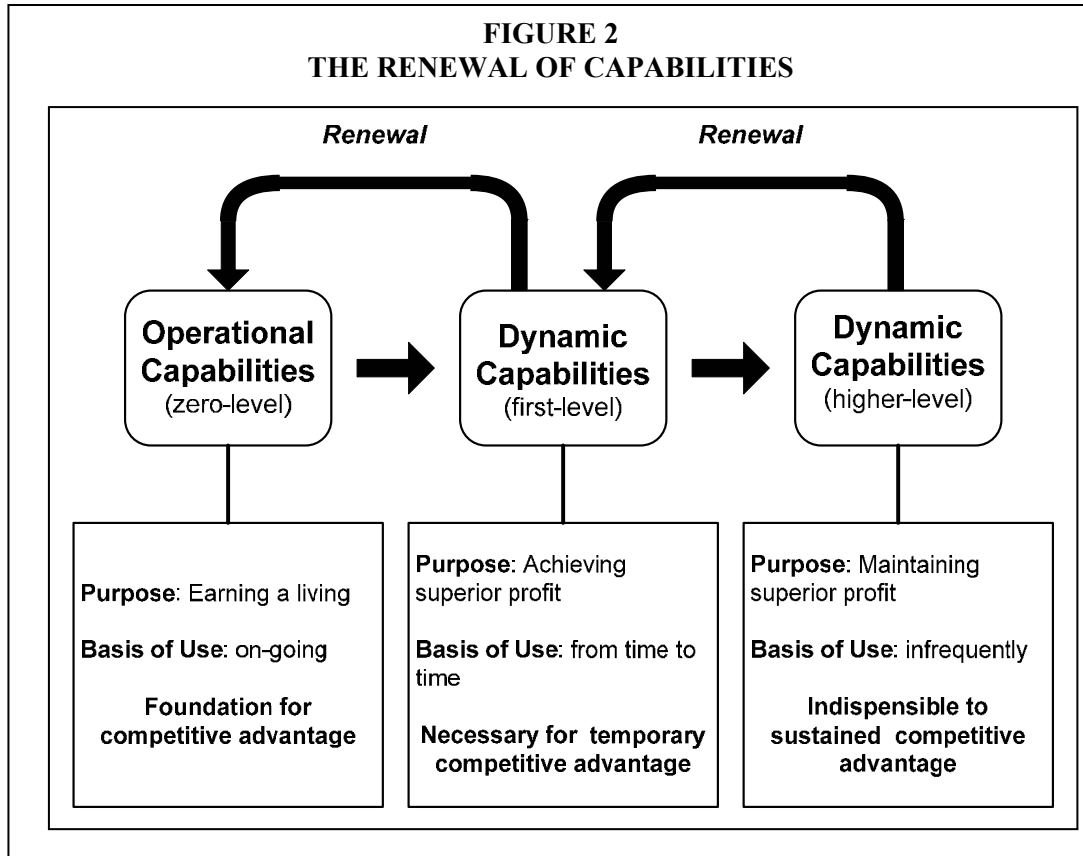 FIGURE 2
THE RENEWAL OF CAPABILITIES
Renewal
Renewal
Operational
Capabilities
(zero-level)
Dynamic
Capabilities
(first-level)
Dynamic
Capabilities
(higher-level)
Purpose: Earning a living
Basis of Use: on-going
Foundation for
competitive advantage
Purpose: Achieving
superior profit
Basis of Use: from time to
time
Necessary for temporary
competitive advantage
Purpose: Maintaining
superior profit
Basis of Use: infrequently
Indispensible to
sustained competitive
advantage